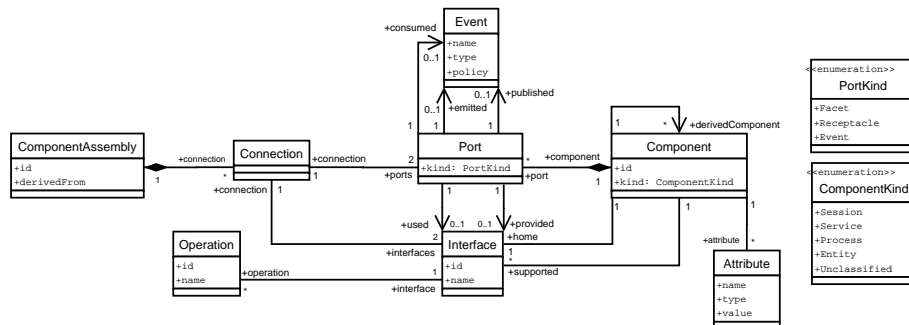 Event
+name
+type
+policy
+consumed
0..1
0..1
+emitted
0..1
+published
1
1
1
<<enumeration>>
PortKind
+Facet
+Receptacle
+Event
ComponentAssembly
+id
+derivedFrom
1
+connection
*
Connection
+connection
1
+connection
1
2
+ports
Port
+kind: PortKind
*
+port
+component
1
1
*
+derivedComponent
Component
+id
+kind: ComponentKind
<<enumeration>>
ComponentKind
+Session
+Service
+Process
+Entity
+Unclassified
1
1
+used
0..1
0..1
+provided
1
1
1
+home
1
*
+supported
2
+interfaces
Interface
+id
+name
Operation
+id
+name
+operation
*
1
+interface
+attribute
*
Attribute
+name
+type
+value